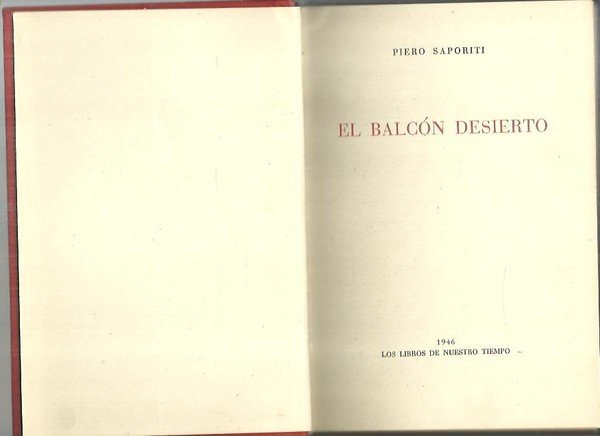 PIERO SAPORITI
EL BALCÓN DESIERTO
1946
LOS LIBROS DE NUESTRO TIEMPO